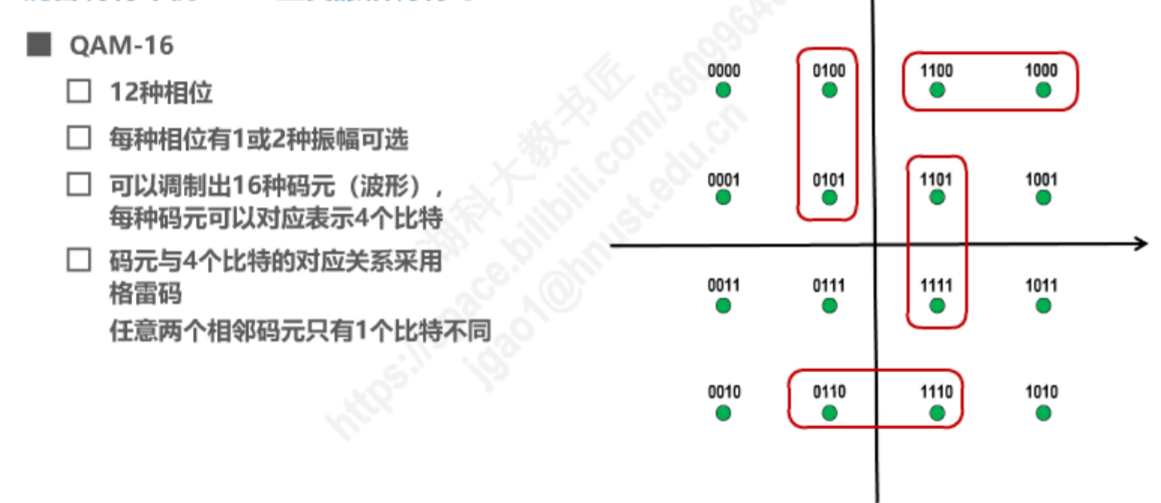 QAM-16
12种相位
每种相位有1或2种振幅可选
可以调制出16种码元（波形），
每种码元可以对应表示4个比特
码元与4个比特的对应关系采用
格雷码
任意两个相邻码元只有1个比特不同
0000 0100 1100 1000
0001 0101 1101 1001
0011 0111 1111 1011
0010 0110 1110 1010
湖科大教书匠
https://space.bilibili.com/36099640
jgao1@hnust.edu.cn